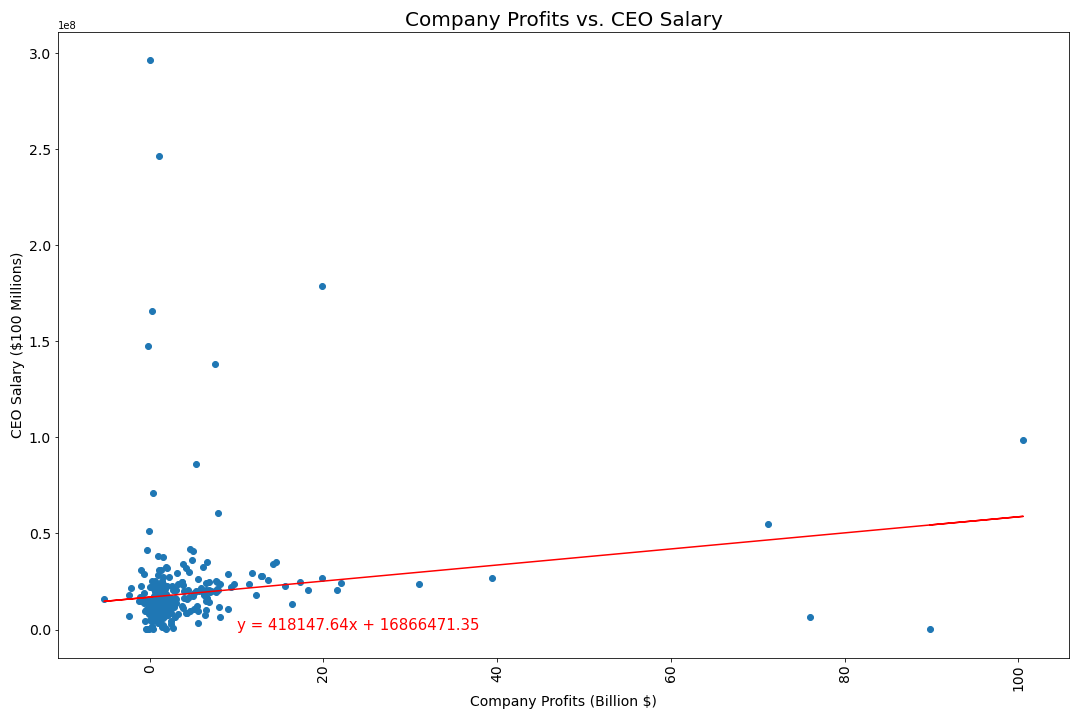 Company Profits vs. CEO Salary
1e8
3.0
2.5
2.0
1.5
1.0
0.5
0.0
CEO Salary ($100 Millions)
y = 418147.64x + 16866471.35
0
20
40
60
80
100
Company Profits (Billion $)